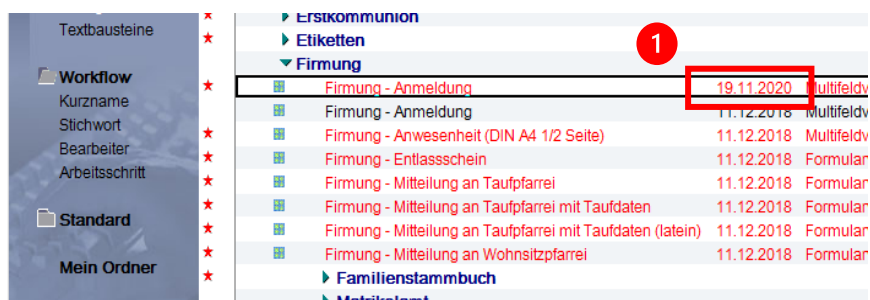 Textbausteine
Workflow
Kurzname
Stichwort
Bearbeiter
Arbeitsschritt
Standard
Mein Ordner
Erstkommunion
Etiketten
1
Firmung
Firmung - Anmeldung 19.11.2020 Multifeldv
Firmung - Anmeldung 11.12.2018 Multifeldv
Firmung - Anwesenheit (DIN A4 1/2 Seite) 11.12.2018 Multifeldv
Firmung - Entlassschein 11.12.2018 Formular
Firmung - Mitteilung an Taufpfarrei 11.12.2018 Formular
Firmung - Mitteilung an Taufpfarrei mit Taufdaten 11.12.2018 Formular
Firmung - Mitteilung an Taufpfarrei mit Taufdaten (latein) 11.12.2018 Formular
Firmung - Mitteilung an Wohnsitzpfarrei 11.12.2018 Formular
Familienstammbuch
Matrikelamt